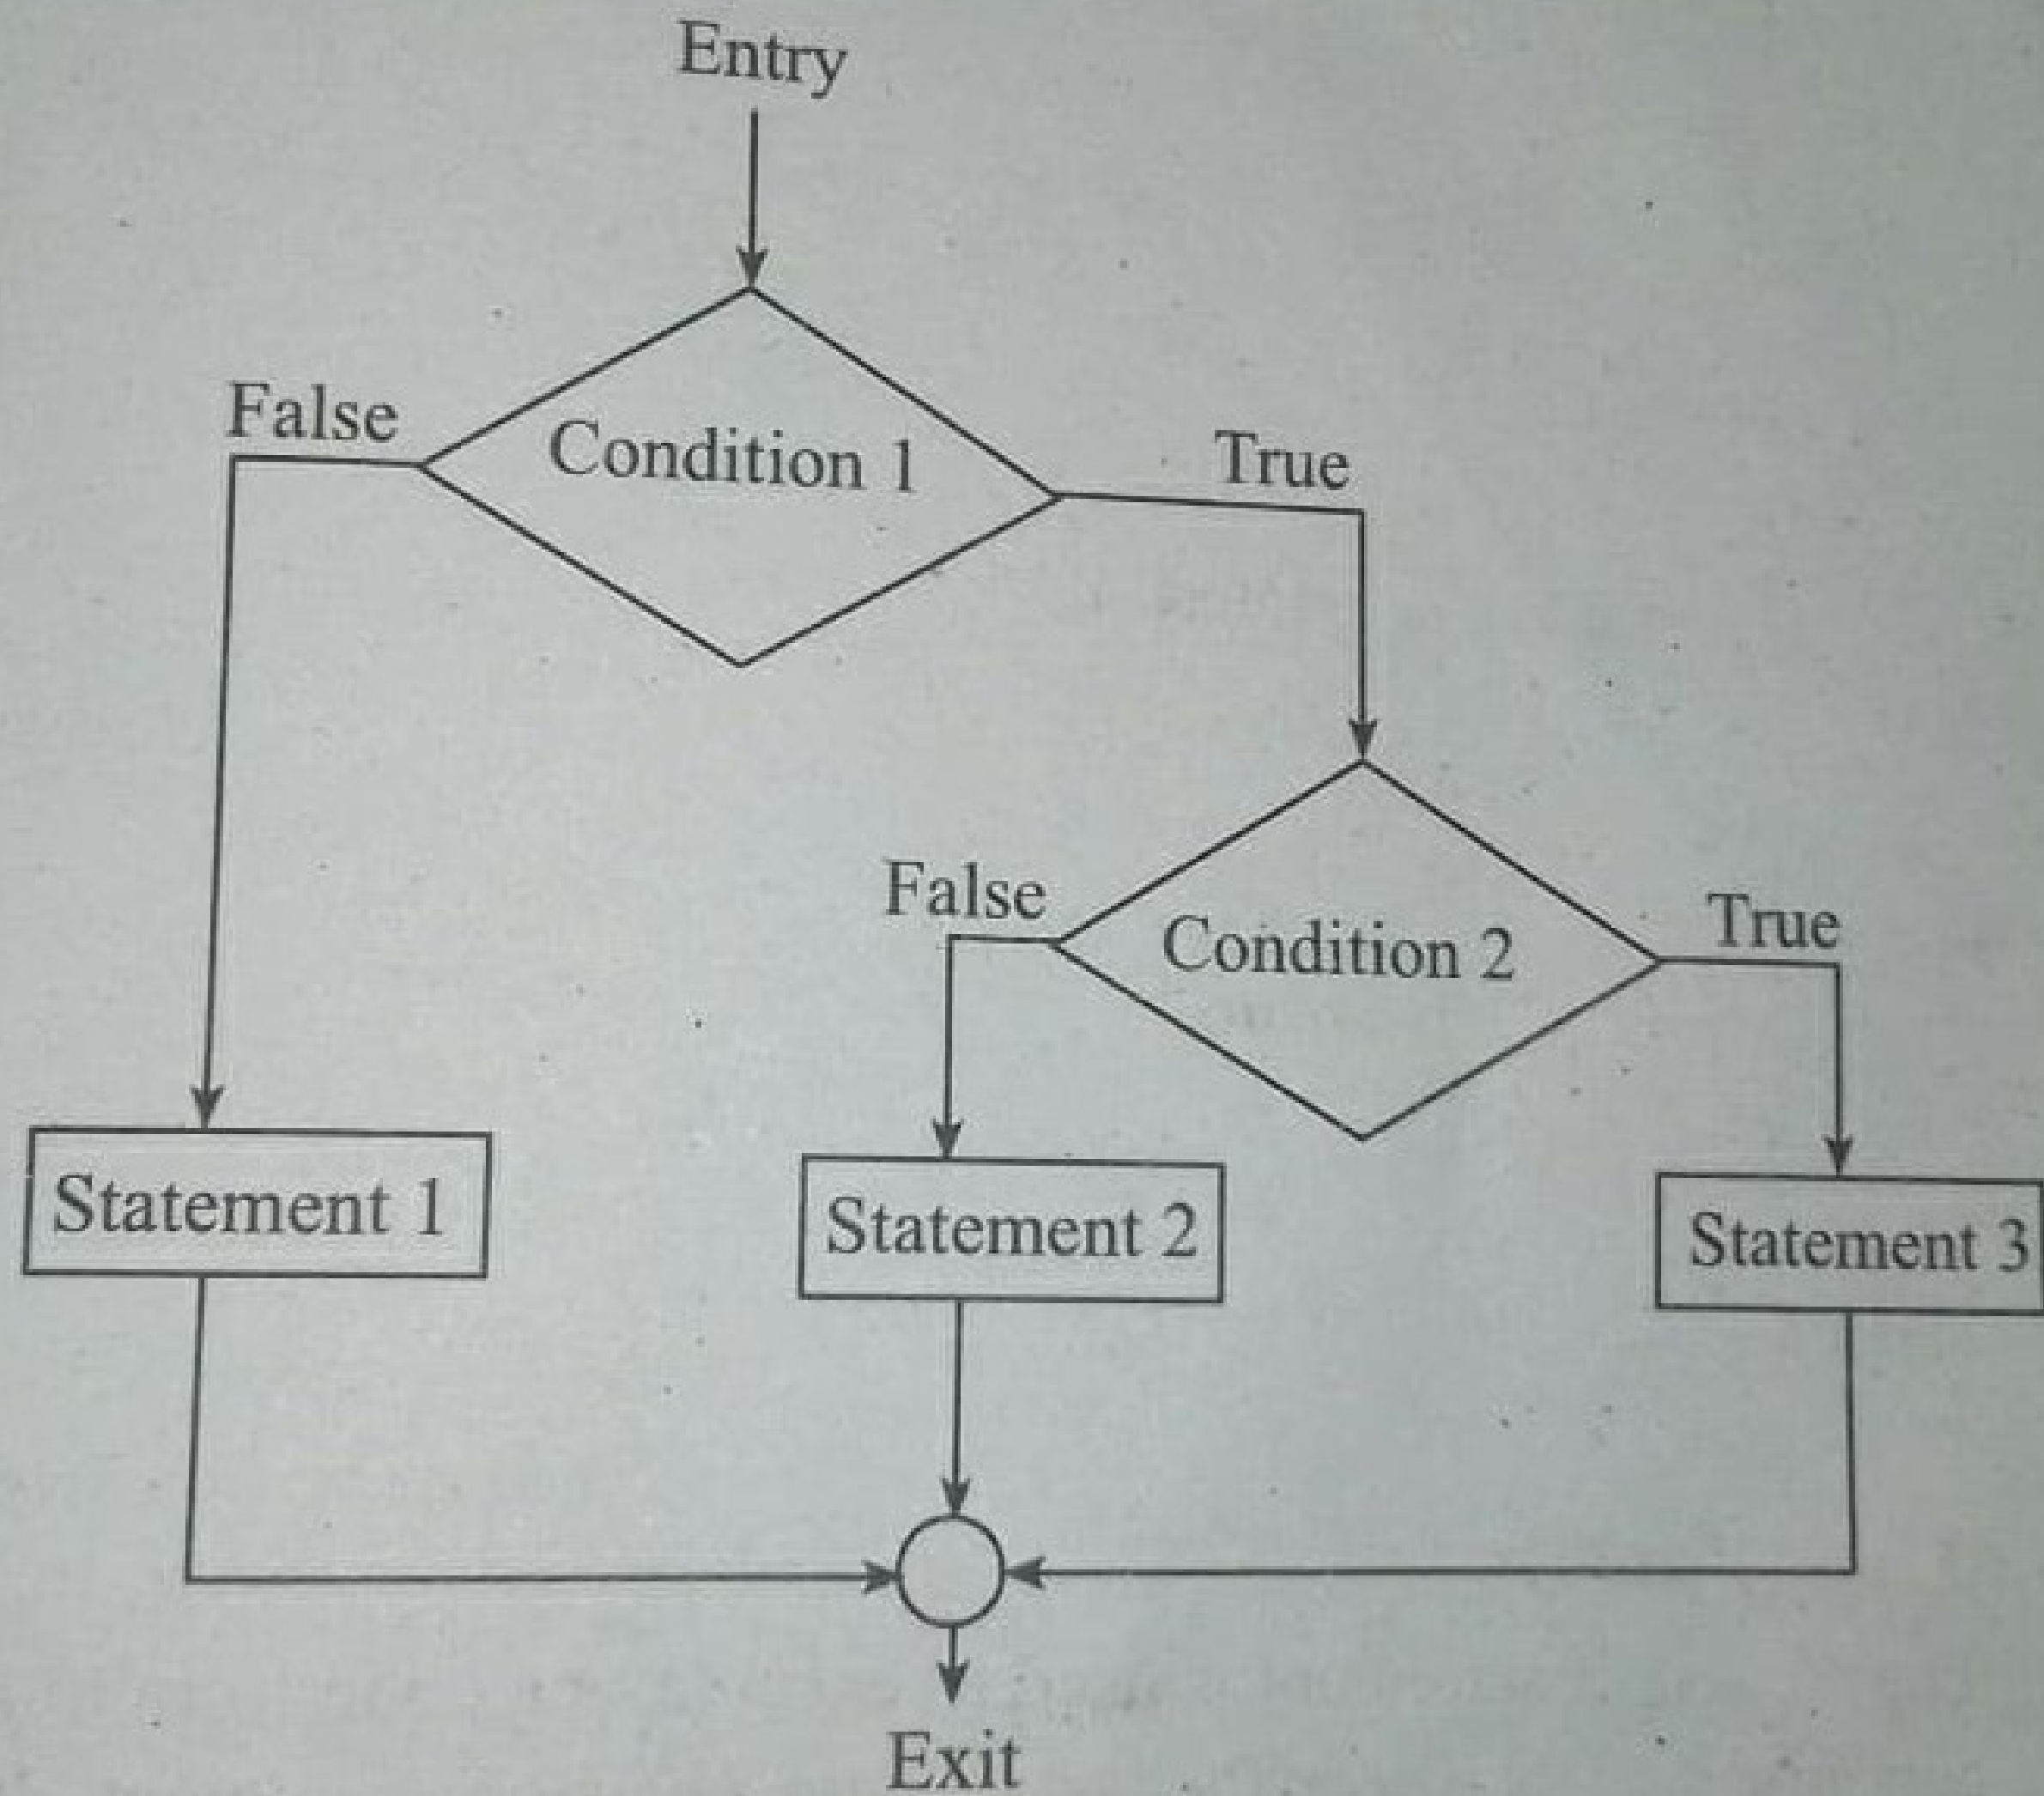 Entry
False
Condition 1
True
False
Condition 2
True
Statement 1
Statement 2
Statement 3
Exit